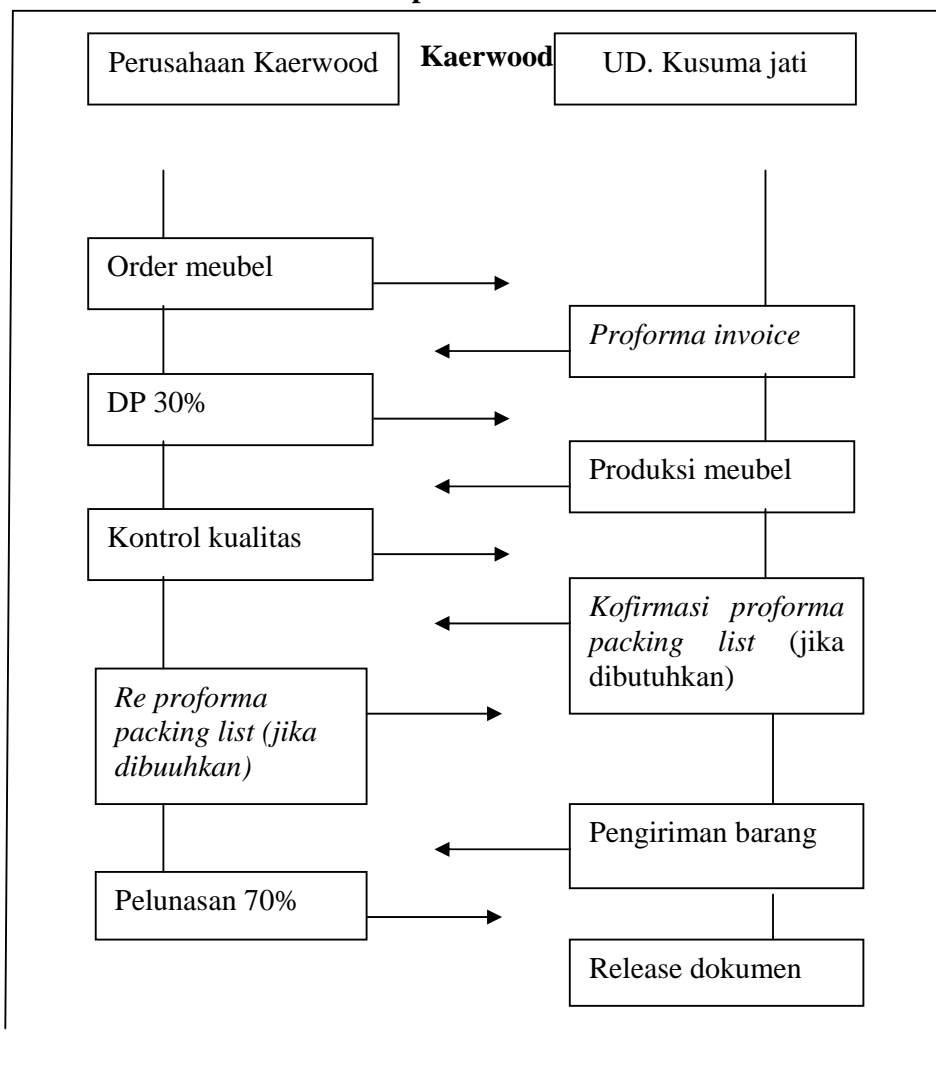 Perusahaan Kaerwood
Kaerwood
UD. Kusuma jati
Order meubel
Proforma invoice
DP 30%
Produksi meubel
Kontrol kualitas
Kofirmasi proforma
packing list (jika
dibutuhkan)
Re proforma
packing list (jika
dibuuhkan)
Pengiriman barang
Pelunasan 70%
Release dokumen